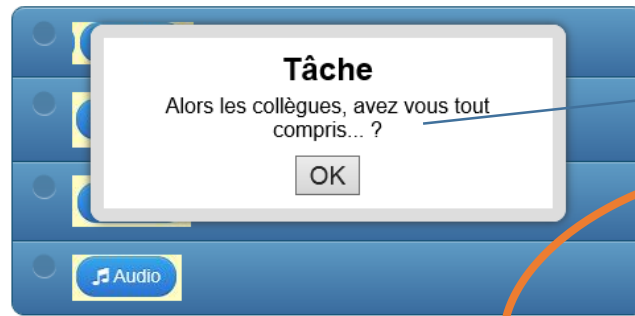 Tâche
Alors les collègues, avez vous tout
compris... ?
OK
Audio